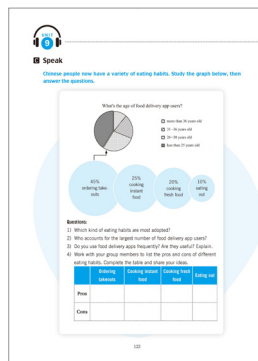 UNIT
9
C Speak
Chinese people now have a variety of eating habits. Study the graph below, then
answer the questions.
What's the age of food delivery app users?
more than 36 years old
31-36 years old
less than 25 years old
45%
ordering take-
outs
25%
cooking
instant
food
20%
cooking
fresh food
10%
eating
out
Questions:
1) Which kind of eating habits are most adopted?
2) Who accounts for the largest number of food delivery app users?
3) Do you use food delivery apps frequently? Are they useful? Explain.
4) Work with your group members to list the pros and cons of different
eating habits. Complete the table and share your ideas.
Ordering
takeouts
Cooking instant
food
Cooking fresh
food
Eating out
Pros
Cons